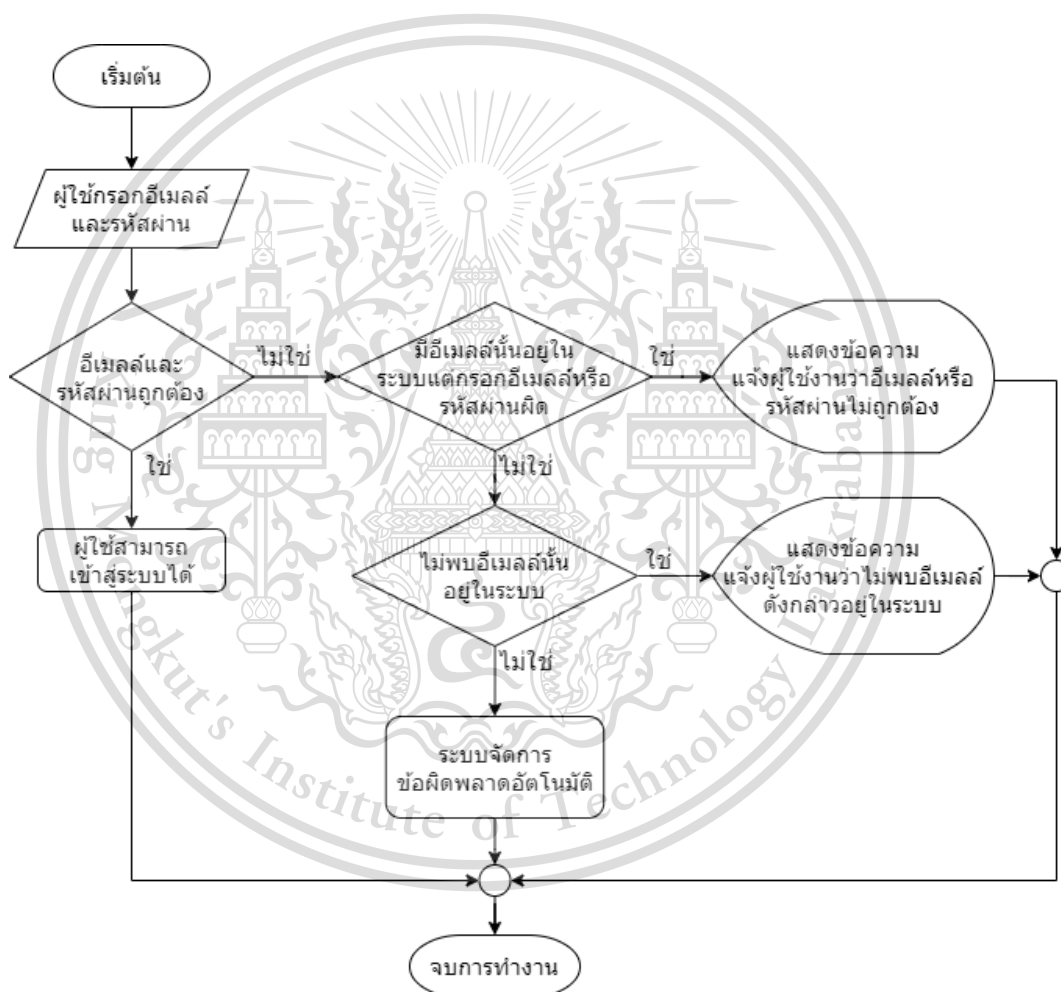 เริ่มต้น
ผู้ใช้กรอกอีเมลล์
และรหัสผ่าน
อีเมลล์และ
รหัสผ่านถูกต้อง
ไม่ใช่
มีอีเมลล์นั้นอยู่ใน
ระบบแต่กรอกอีเมลล์หรือ
รหัสผ่านผิด
ใช่
แสดงข้อความ
แจ้งผู้ใช้งานว่าอีเมลล์หรือ
รหัสผ่านไม่ถูกต้อง
ใช่
ไม่ใช่
ผู้ใช้สามารถ
เข้าสู่ระบบได้
ไม่พบอีเมลล์นั้น
อยู่ในระบบ
ใช่
แสดงข้อความ
แจ้งผู้ใช้งานว่าไม่พบอีเมลล์
ดังกล่าวอยู่ในระบบ
ไม่ใช่
ระบบจัดการ
ข้อผิดพลาดอัตโนมัติ
จบการทำงาน
Institute of Technology